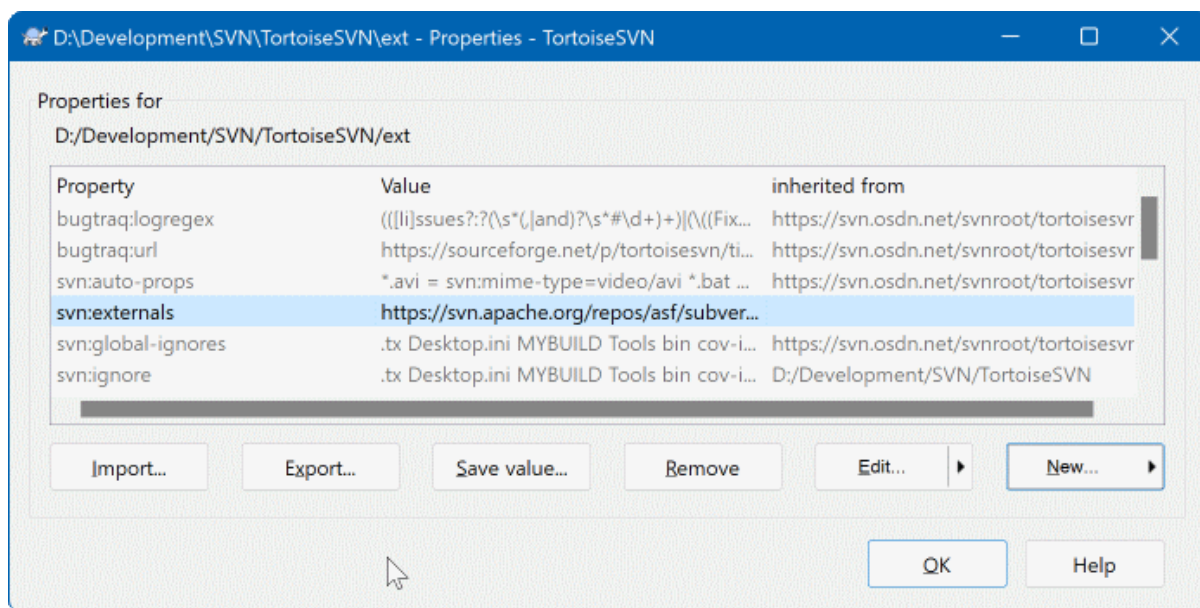 D:\Development\SVN\TortoiseSVN\ext - Properties - TortoiseSVN
Properties for
D:/Development/SVN/TortoiseSVN/ext
Property Value inherited from
bugtraq:logregex (([Ii]ssues?:?(\s*(,|and)?\s*#\d+)+)|(\((Fix... https://svn.osdn.net/svnroot/tortoisesvr
bugtraq:url https://sourceforge.net/p/tortoisesvn/ti... https://svn.osdn.net/svnroot/tortoisesvr
svn:auto-props *.avi = svn:mime-type=video/avi *.bat ... https://svn.osdn.net/svnroot/tortoisesvr
svn:externals https://svn.apache.org/repos/asf/subver...
svn:global-ignores .tx Desktop.ini MYBUILD Tools bin cov-i... https://svn.osdn.net/svnroot/tortoisesvr
svn:ignore .tx Desktop.ini MYBUILD Tools bin cov-i... D:/Development/SVN/TortoiseSVN
Import... Export... Save value... Remove Edit... New...
OK Help